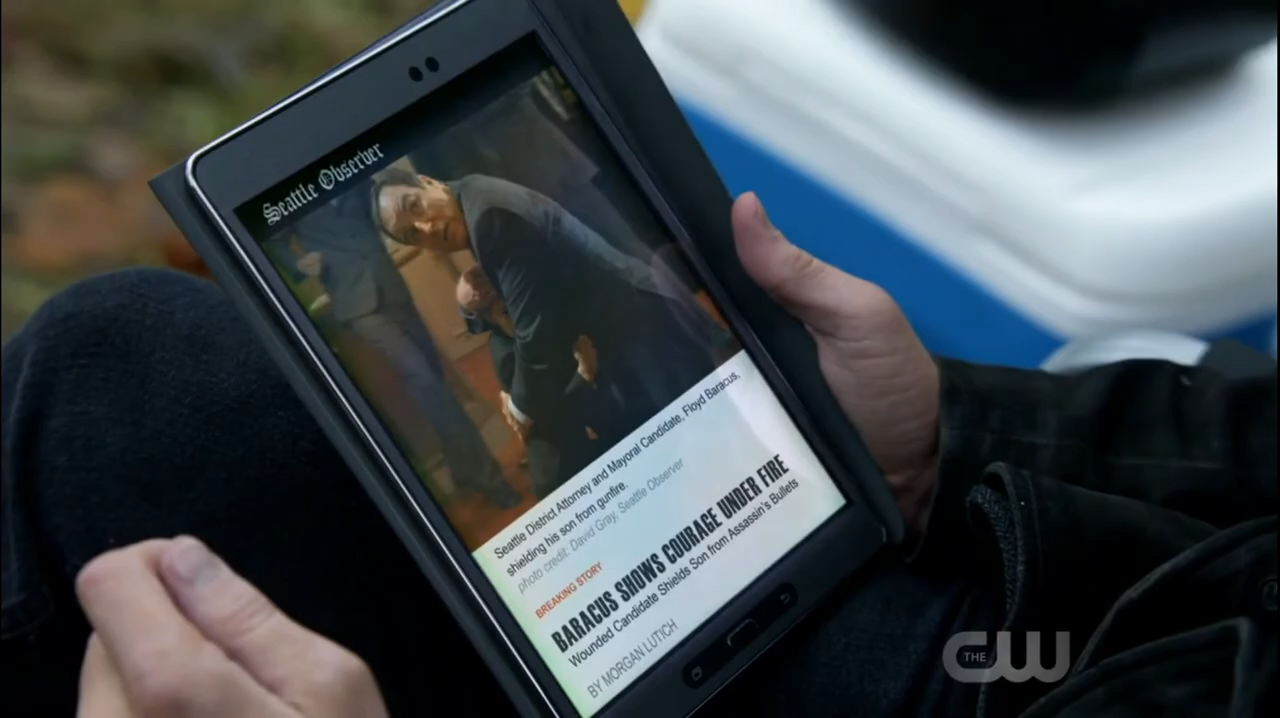 Seattle Observer
Seattle District Attorney and Mayoral Candidate, Floyd Baracus,
shielding his son from gunfire.
photo credit: David Gray, Seattle Observer
BREAKING STORY
BARACUS SHOWS COURAGE UNDER FIRE
Wounded Candidate Shields Son from Assassin's Bullets
BY MORGAN LUTICH
THE CW